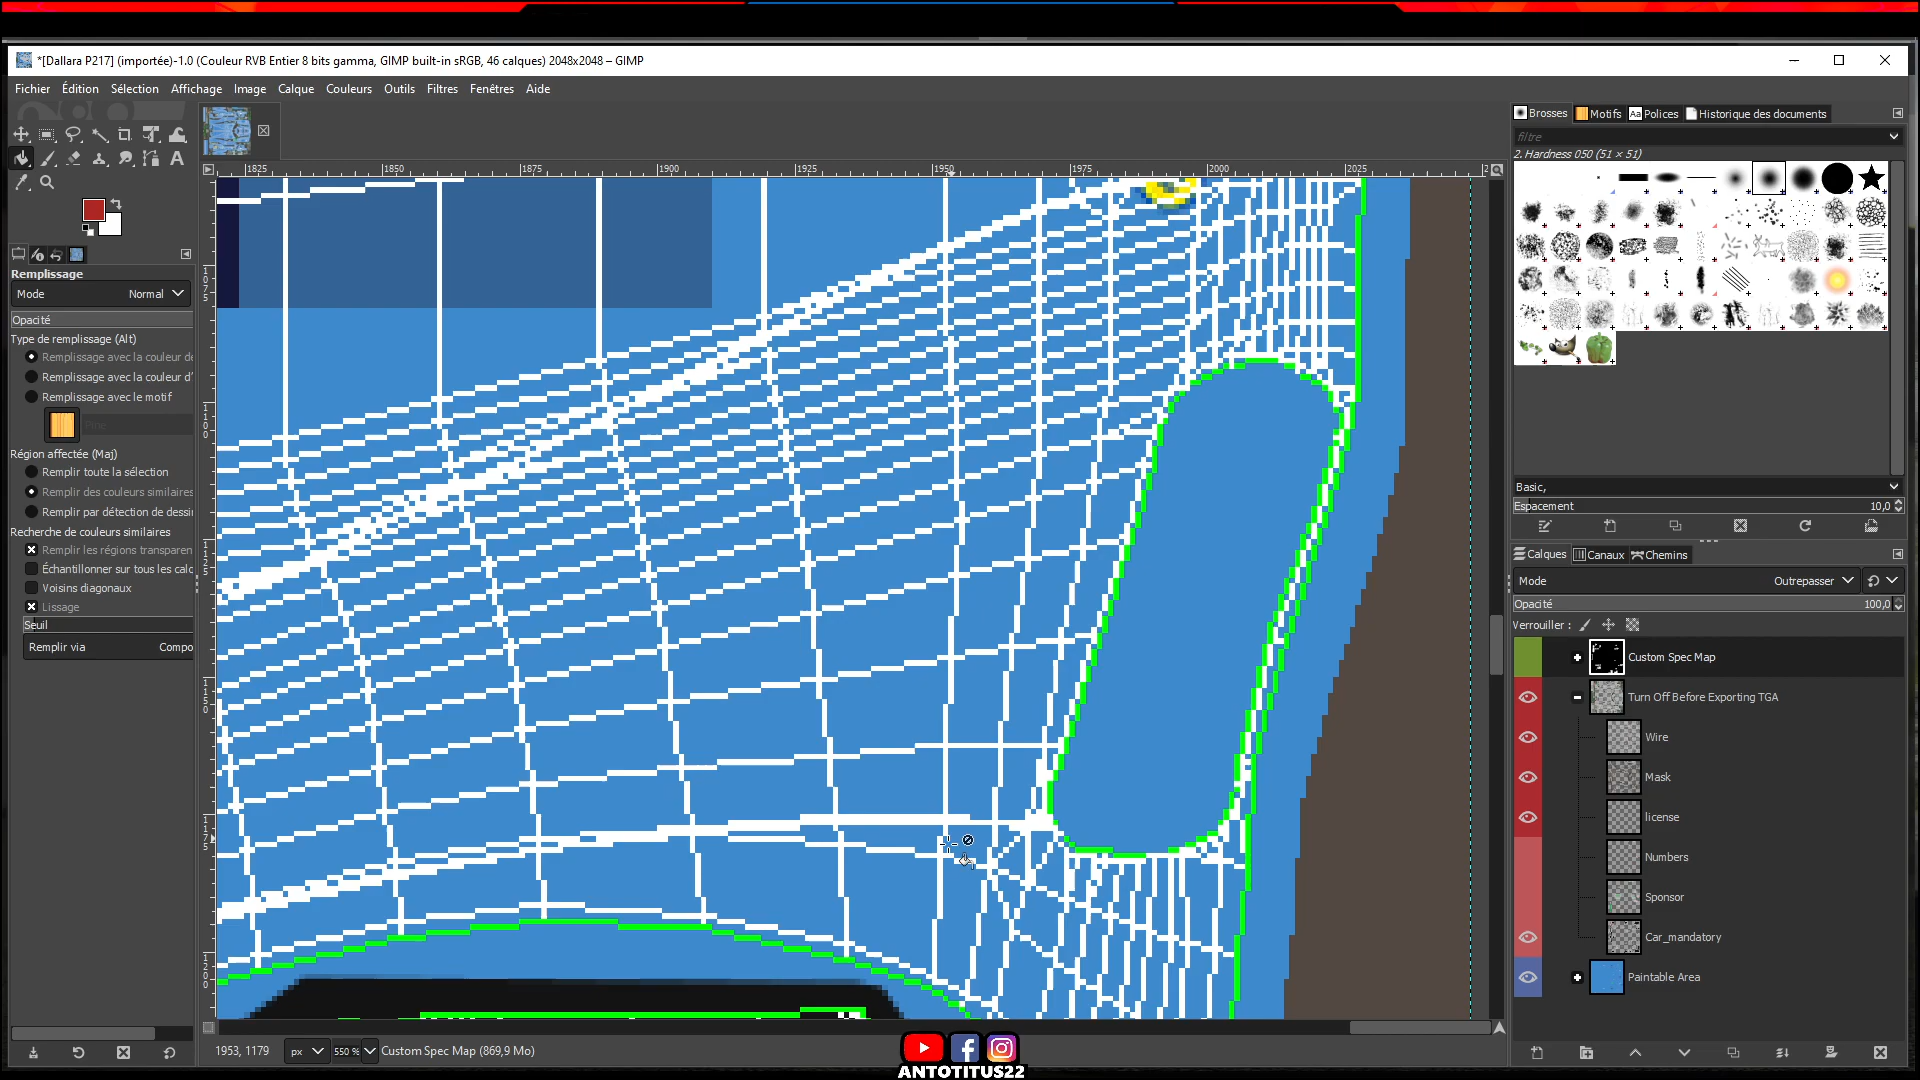 *[Dallara P217] (importée)-1.0 (Couleur RVB Entier 8 bits gamma, GIMP built-in sRGB, 46 calques) 2048x2048 – GIMP
Fichier Édition Sélection Affichage Image Calque Couleurs Outils Filtres Fenêtres Aide
Brosses Motifs Aa Polices Historique des documents
filtre
2. Hardness 050 (51 × 51)
1825 1850 1875 1900 1925 1950 1975 2000 2025
1075
1100
1125
1150
1175
1200
Remplissage
Mode Normal
Opacité
Type de remplissage (Alt)
Remplissage avec la couleur de
Remplissage avec la couleur d'
Remplissage avec le motif
Région affectée (Maj)
Remplir toute la sélection
Remplir des couleurs similaires
Remplir par détection de dessi
Recherche de couleurs similaires
Remplir les régions transparen
Échantillonner sur tous les calc
Voisins diagonaux
Lissage
Seuil
Remplir via Compo
Basic,
Espacement 10,0
Calques Canaux Chemins
Mode Outrepasser
Opacité 100,0
Verrouiller :
Custom Spec Map
Turn Off Before Exporting TGA
Wire
Mask
license
Numbers
Sponsor
Car_mandatory
Paintable Area
1953, 1179 px 550 % Custom Spec Map (869,9 Mo)
ANTOTITUS22